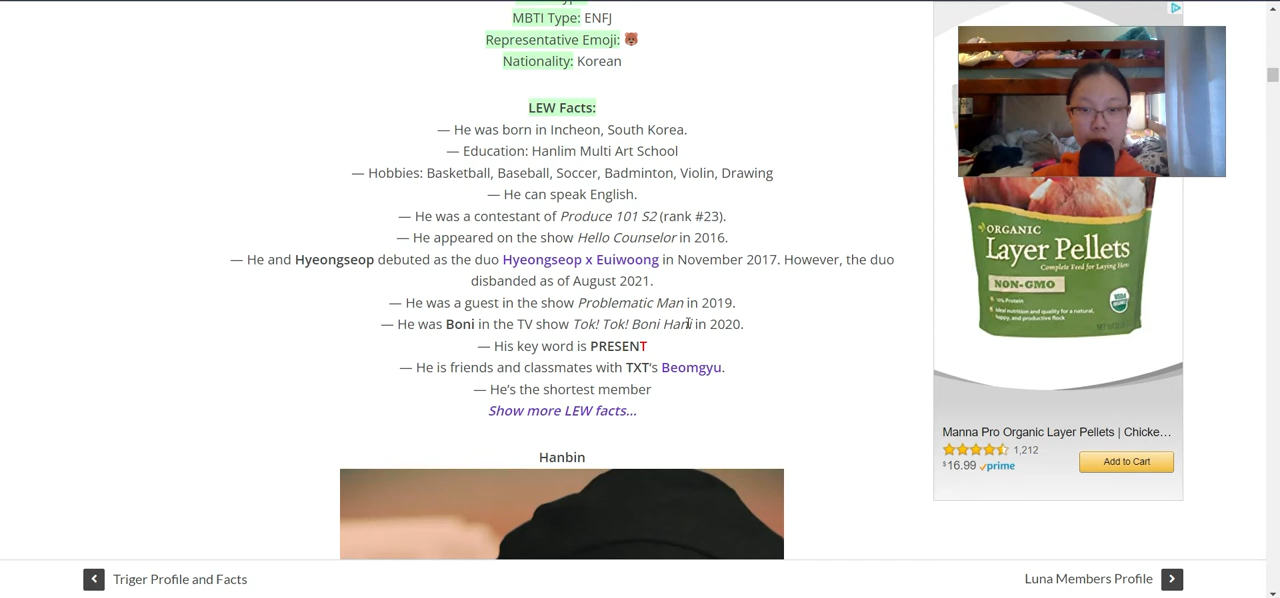 MBTI Type: ENFJ
Representative Emoji: 🐻
Nationality: Korean
LEW Facts:
— He was born in Incheon, South Korea.
— Education: Hanlim Multi Art School
— Hobbies: Basketball, Baseball, Soccer, Badminton, Violin, Drawing
— He can speak English.
— He was a contestant of Produce 101 S2 (rank #23).
— He appeared on the show Hello Counselor in 2016.
— He and Hyeongseop debuted as the duo Hyeongseop x Euiwoong in November 2017. However, the duo
disbanded as of August 2021.
— He was a guest in the show Problematic Man in 2019.
— He was Boni in the TV show Tok! Tok! Boni Hani in 2020.
— His key word is PRESENT
— He is friends and classmates with TXT's Beomgyu.
— He's the shortest member
Show more LEW facts...
Hanbin
ORGANIC
Layer Pellets
Complete Feed for Laying Hens
NON-GMO
Manna Pro Organic Layer Pellets | Chicke...
1,212
$16.99 prime
Add to Cart
Triger Profile and Facts
Luna Members Profile